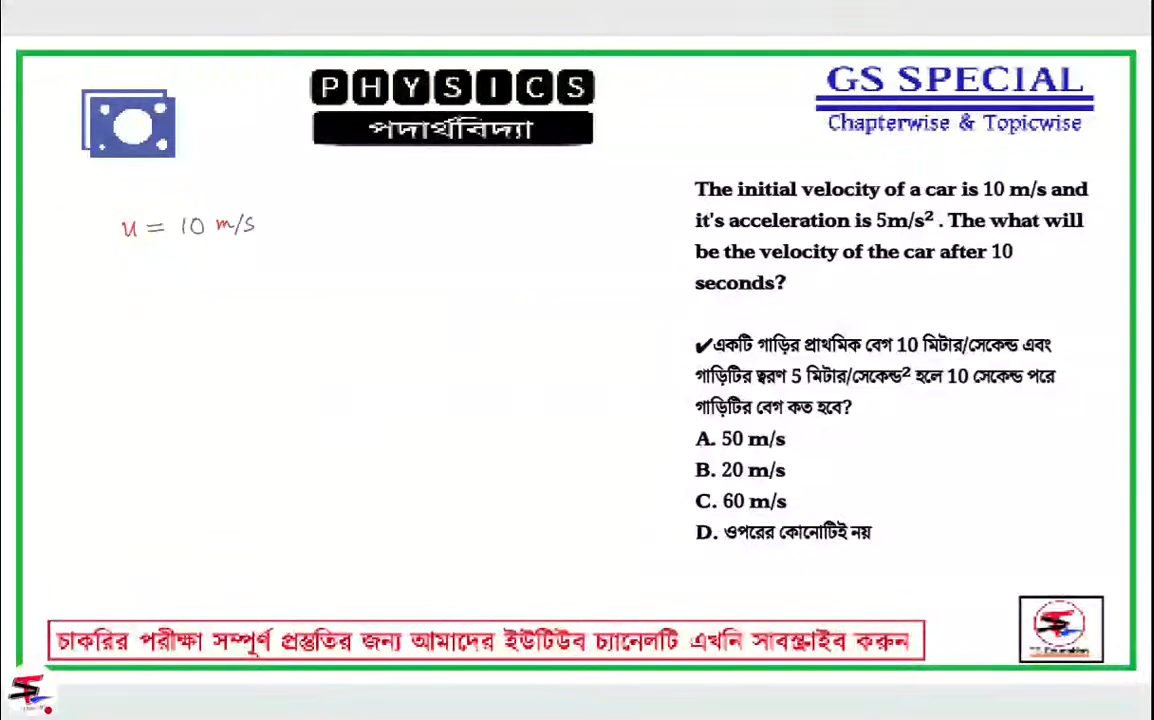 PHYSICS
পদার্থবিদ্যা
GS SPECIAL
Chapterwise & Topicwise
u = 10 m/s
The initial velocity of a car is 10 m/s and
it's acceleration is 5m/s². The what will
be the velocity of the car after 10
seconds?
✔একটি গাড়ির প্রাথমিক বেগ 10 মিটার/সেকেন্ড এবং
গাড়িটির ত্বরণ 5 মিটার/সেকেন্ড² হলে 10 সেকেন্ড পরে
গাড়িটির বেগ কত হবে?
A. 50 m/s
B. 20 m/s
C. 60 m/s
D. ওপরের কোনোটিই নয়
চাকরির পরীক্ষা সম্পূর্ণ প্রস্তুতির জন্য আমাদের ইউটিউব চ্যানেলটি এখনি সাবস্ক্রাইব করুন